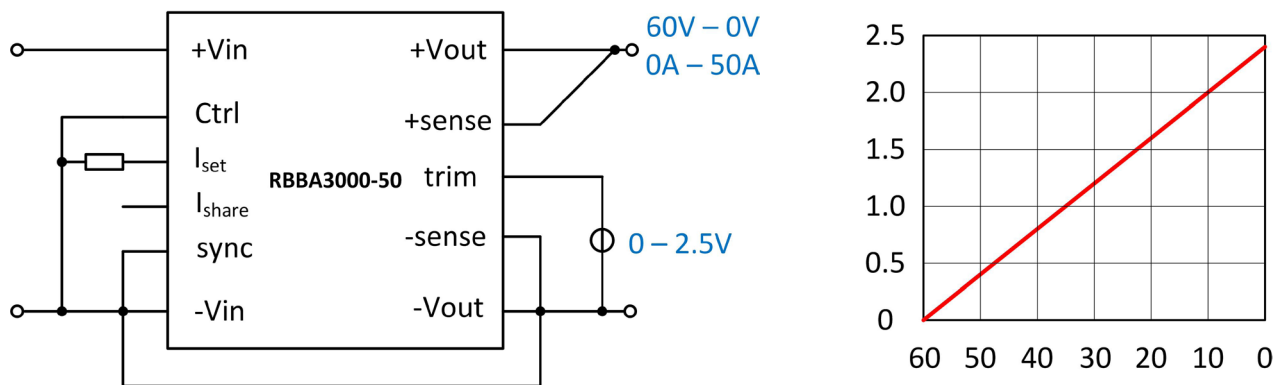 +Vin
Ctrl
Iset
Ishare
sync
-Vin
RBBA3000-50
+Vout
+sense
trim
-sense
-Vout
60V – 0V
0A – 50A
0 – 2.5V
2.5
2.0
1.5
1.0
0.5
0
60 50 40 30 20 10 0